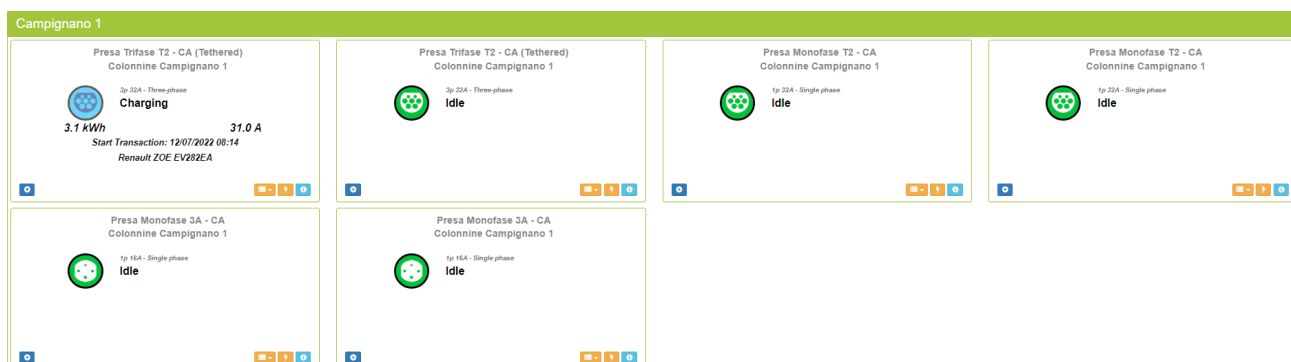 Campignano 1
Presa Trifase T2 - CA (Tethered)
Colonnine Campignano 1
3p 32A - Three-phase
Charging
3.1 kWh 31.0 A
Start Transaction: 12/07/2022 08:14
Renault ZOE EV282EA
Presa Trifase T2 - CA (Tethered)
Colonnine Campignano 1
3p 32A - Three-phase
Idle
Presa Monofase T2 - CA
Colonnine Campignano 1
1p 32A - Single phase
Idle
Presa Monofase T2 - CA
Colonnine Campignano 1
1p 32A - Single phase
Idle
Presa Monofase 3A - CA
Colonnine Campignano 1
1p 16A - Single phase
Idle
Presa Monofase 3A - CA
Colonnine Campignano 1
1p 16A - Single phase
Idle